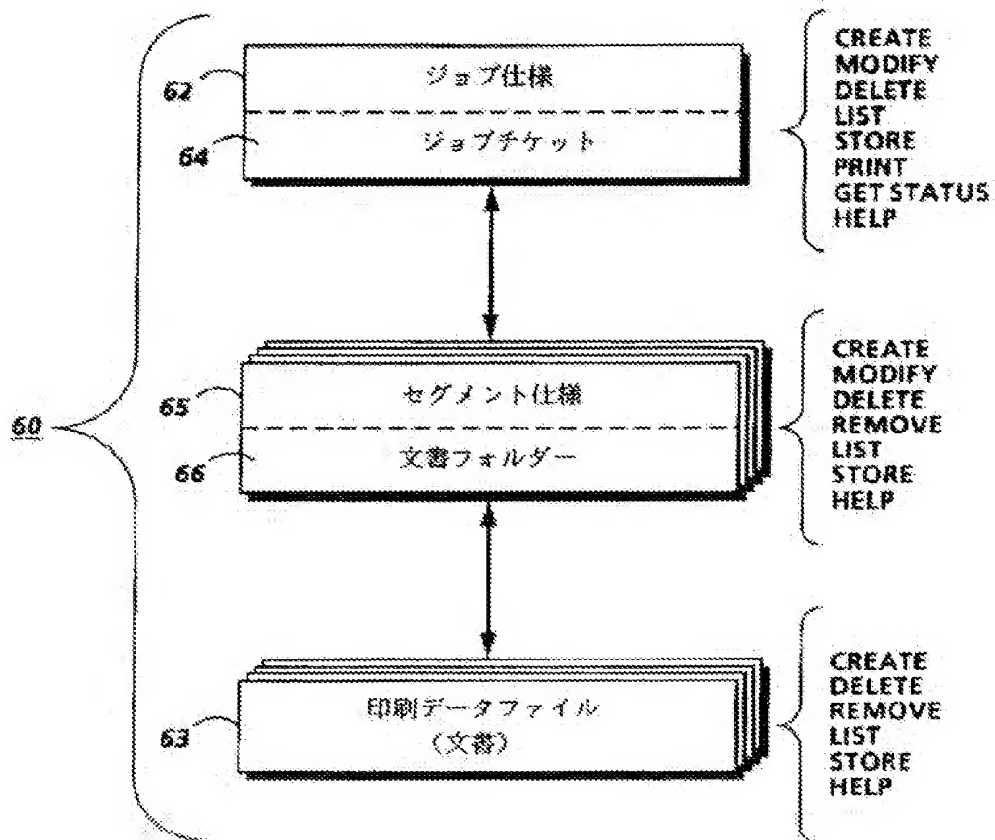 60
62
ジョブ仕様
64
ジョブチケット
CREATE
MODIFY
DELETE
LIST
STORE
PRINT
GET STATUS
HELP
65
セグメント仕様
66
文書フォルダー
CREATE
MODIFY
DELETE
REMOVE
LIST
STORE
HELP
63
印刷データファイル
(文書)
CREATE
DELETE
REMOVE
LIST
STORE
HELP